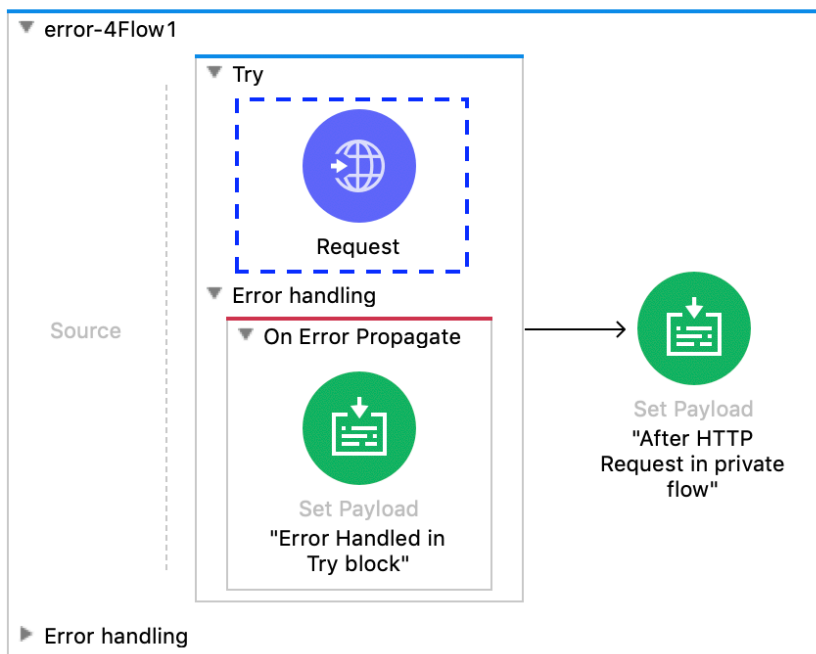 error-4Flow1
Try
Request
Error handling
On Error Propagate
Source
Set Payload
"After HTTP
Request in private
flow"
Set Payload
"Error Handled in
Try block"
Error handling